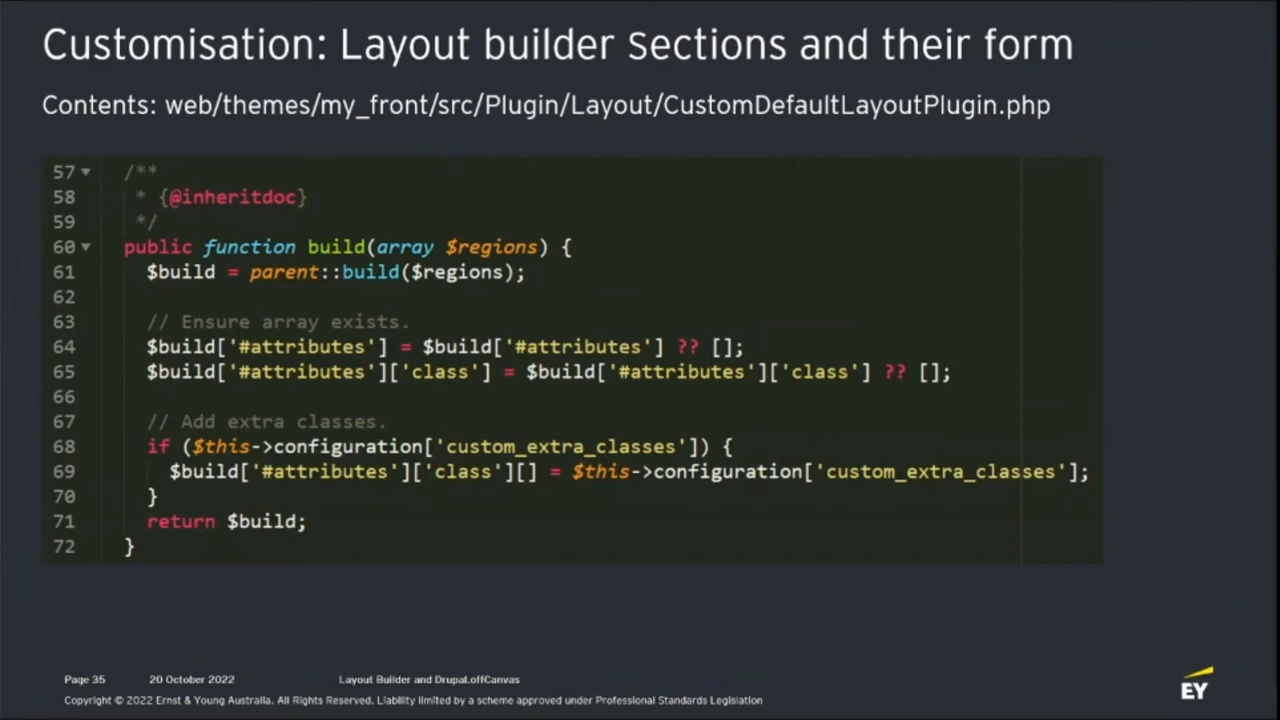 Customisation: Layout builder Sections and their form
Contents: web/themes/my_front/src/Plugin/Layout/CustomDefaultLayoutPlugin.php
57 /**
58  * {@inheritdoc}
59  */
60 public function build(array $regions) {
61   $build = parent::build($regions);
62
63   // Ensure array exists.
64   $build['#attributes'] = $build['#attributes'] ?? [];
65   $build['#attributes']['class'] = $build['#attributes']['class'] ?? [];
66
67   // Add extra classes.
68   if ($this->configuration['custom_extra_classes']) {
69     $build['#attributes']['class'][] = $this->configuration['custom_extra_classes'];
70   }
71   return $build;
72 }
Page 35 20 October 2022 Layout Builder and Drupal.offCanvas
Copyright © 2022 Ernst & Young Australia. All Rights Reserved. Liability limited by a scheme approved under Professional Standards Legislation
EY